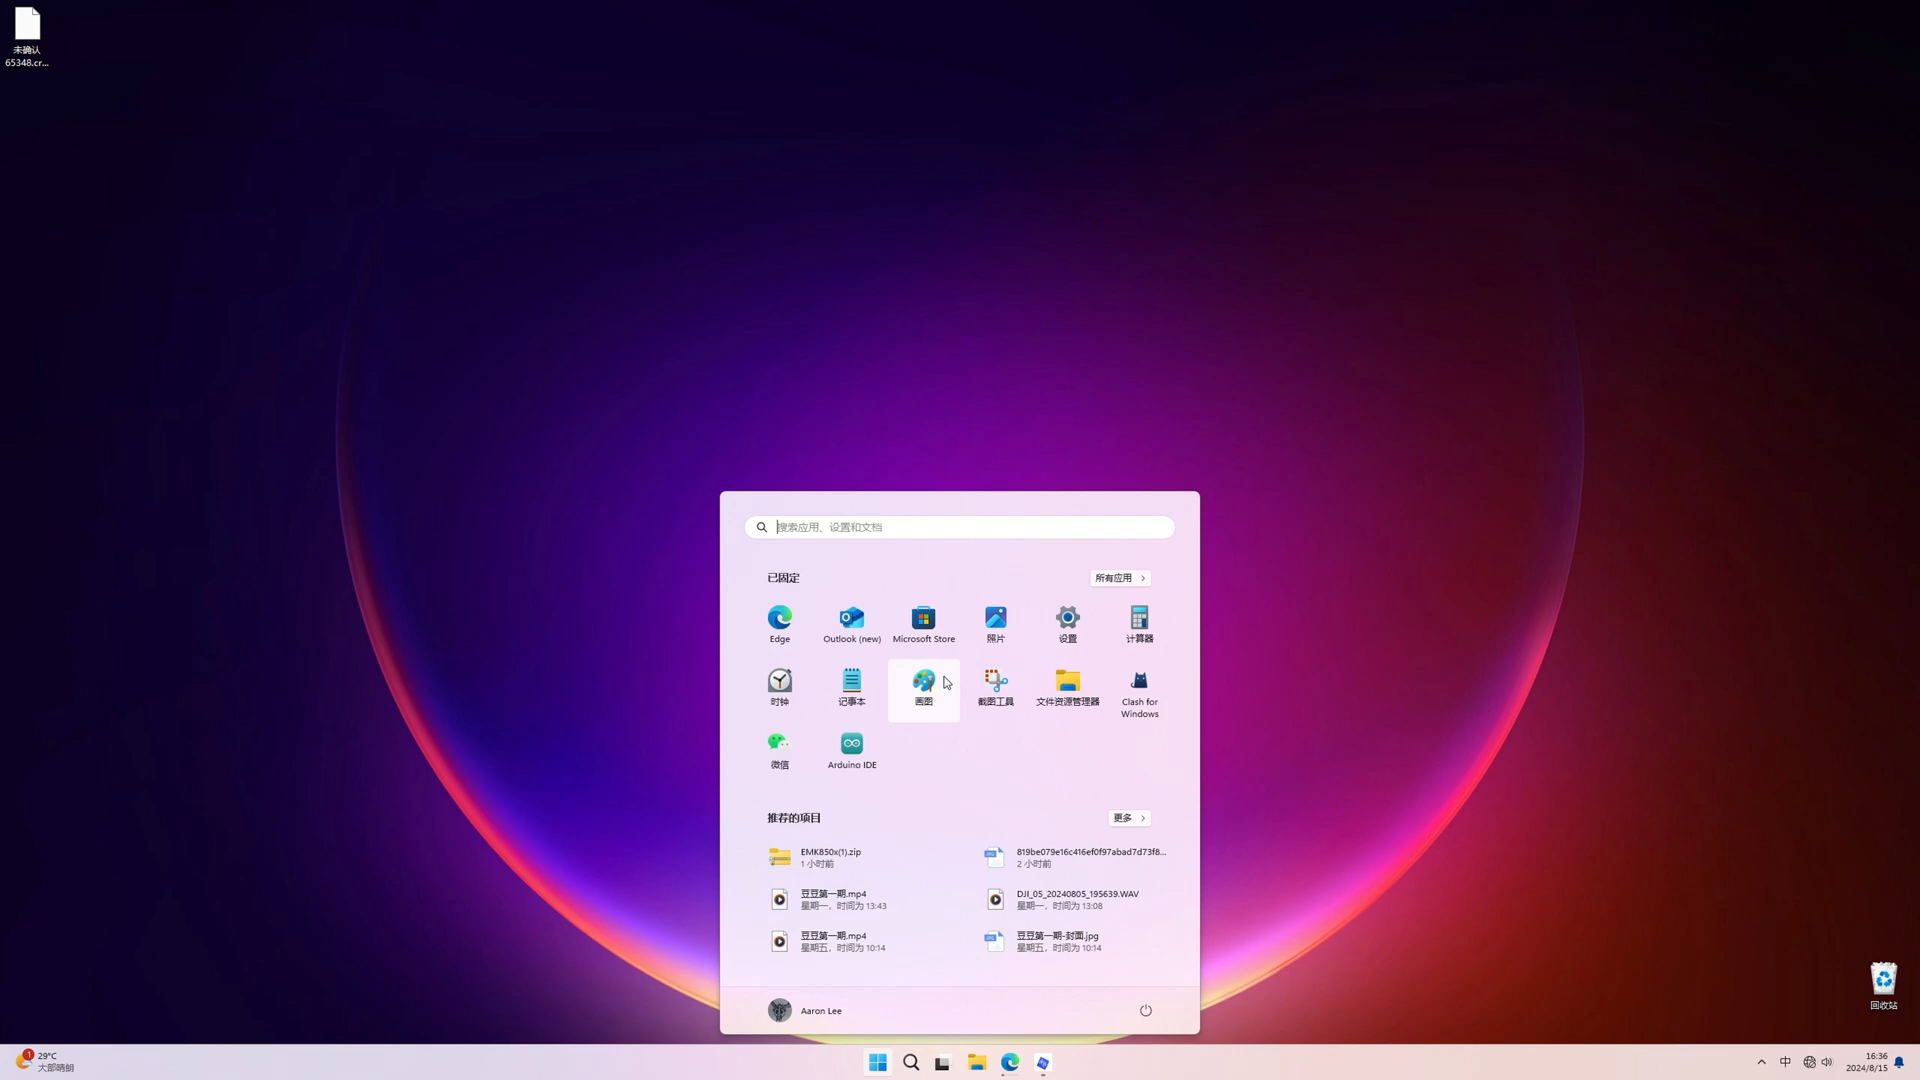 未确认
65348.cr...
搜索应用、设置和文档
已固定
所有应用
Edge
Outlook (new)
Microsoft Store
照片
设置
计算器
时钟
记事本
画图
截图工具
文件资源管理器
Clash for
Windows
微信
Arduino IDE
推荐的项目
更多
EMK850x(1).zip
1 小时前
819be079e16c416ef0f97abad7d73f8...
2 小时前
豆豆第一期.mp4
星期一，时间为 13:43
DJI_05_20240805_195639.WAV
星期一，时间为 13:08
豆豆第一期.mp4
星期五，时间为 10:14
豆豆第一期-封面.jpg
星期五，时间为 10:14
Aaron Lee
回收站
1
29°C
大部晴朗
中
16:36
2024/8/15